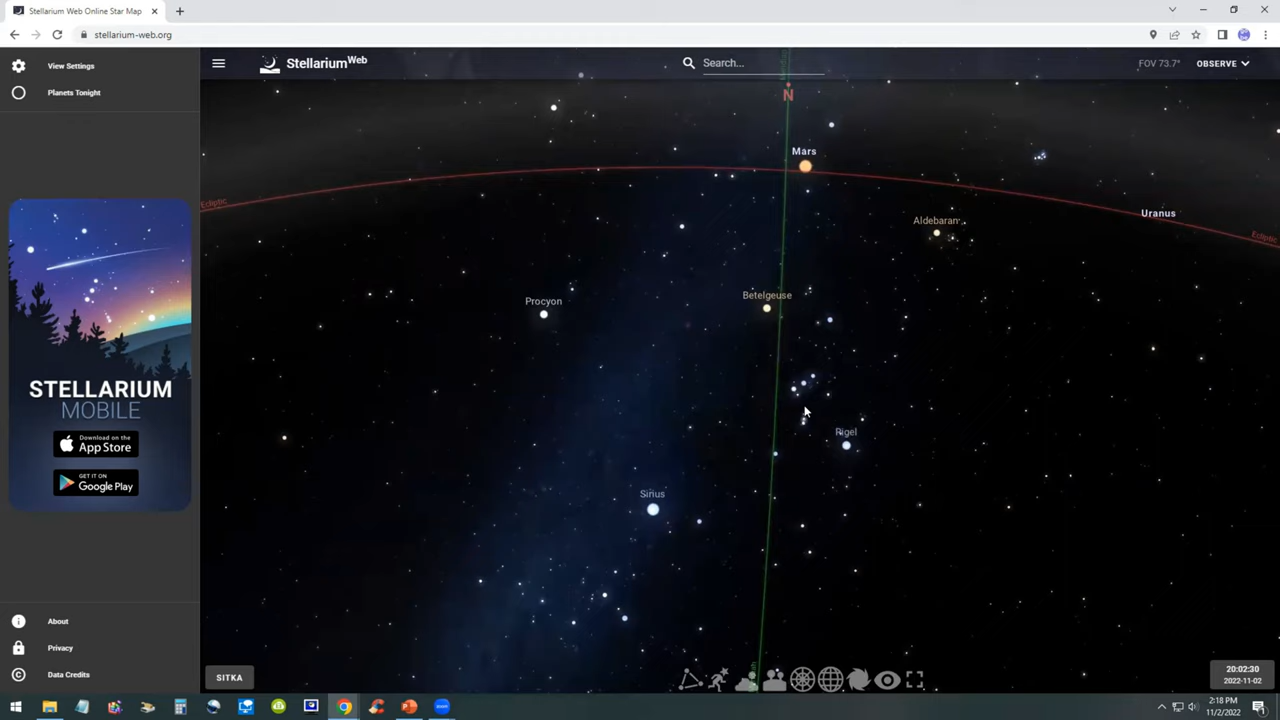 Stellarium Web Online Star Map
stellarium-web.org
View Settings
Planets Tonight
STELLARIUM
MOBILE
Download on the
App Store
GET IT ON
Google Play
About
Privacy
Data Credits
StellariumWeb
Search...
FOV 73.7°
OBSERVE
N
Mars
Ecliptic
Uranus
Ecliptic
Aldebaran
Betelgeuse
Procyon
Rigel
Sirius
SITKA
20:02:30
2022-11-02
2:18 PM
11/2/2022